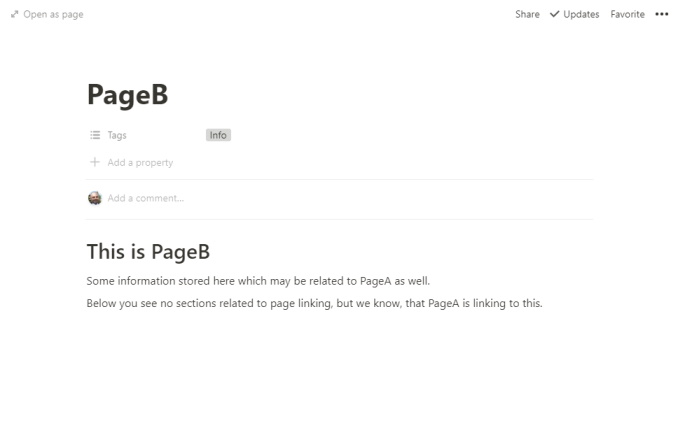 Open as page
Share
Updates
Favorite
PageB
Tags
Info
Add a property
Add a comment...
This is PageB
Some information stored here which may be related to PageA as well.
Below you see no sections related to page linking, but we know, that PageA is linking to this.